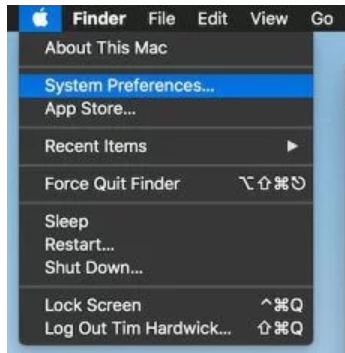 Finder File Edit View Go
About This Mac
System Preferences...
App Store...
Recent Items ▶
Force Quit Finder ⌥⇧⌘⎋
Sleep
Restart...
Shut Down...
Lock Screen ^⌘Q
Log Out Tim Hardwick... ⇧⌘Q